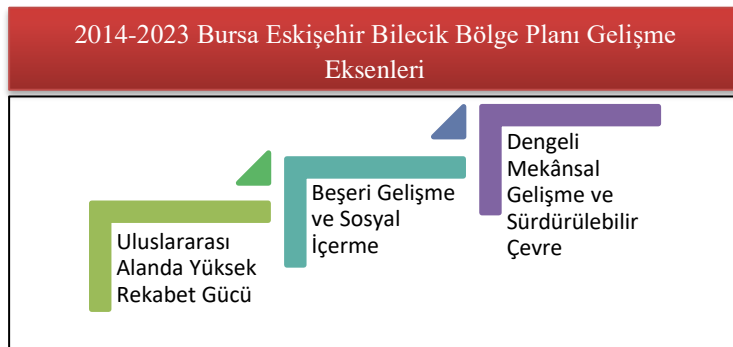 2014-2023 Bursa Eskişehir Bilecik Bölge Planı Gelişme
Eksenleri
Uluslararası
Alanda Yüksek
Rekabet Gücü
Beşeri Gelişme
ve Sosyal
İçerme
Dengeli
Mekânsal
Gelişme ve
Sürdürülebilir
Çevre